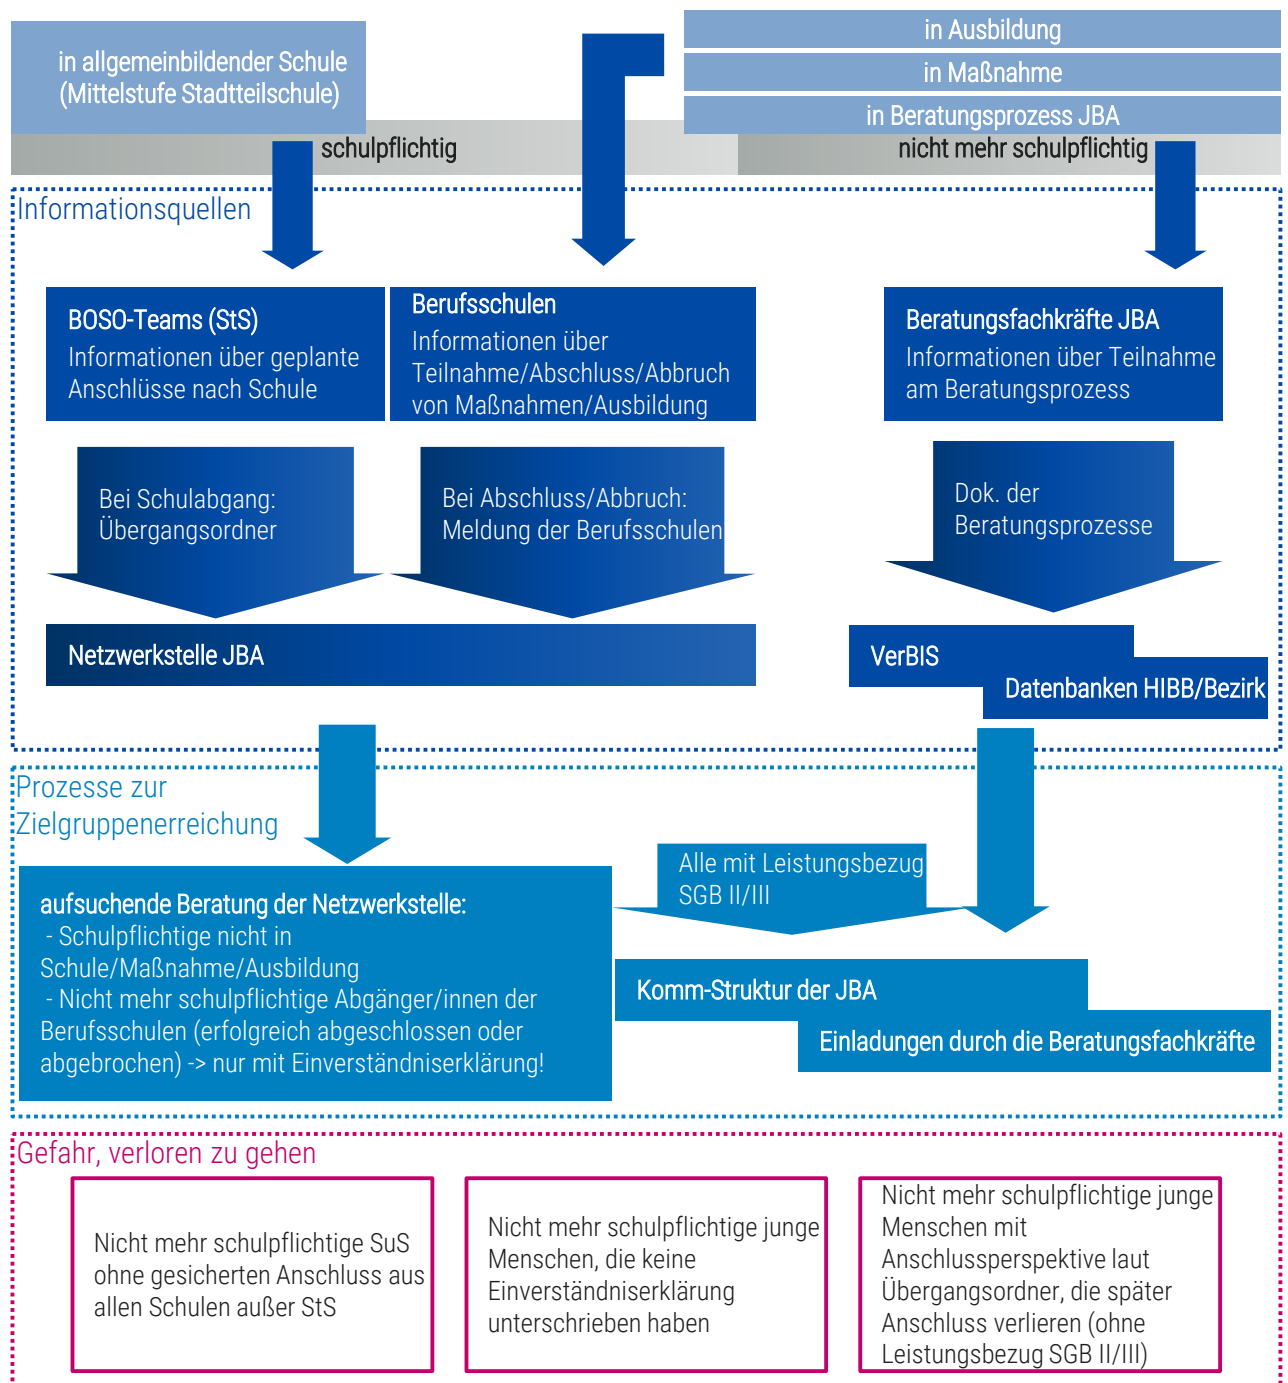 in allgemeinbildender Schule
(Mittelstufe Stadtteilschule)
in Ausbildung
in Maßnahme
in Beratungsprozess JBA
schulpflichtig
nicht mehr schulpflichtig
Informationsquellen
BOSO-Teams (StS)
Informationen über geplante
Anschlüsse nach Schule
Berufsschulen
Informationen über
Teilnahme/Abschluss/Abbruch
von Maßnahmen/Ausbildung
Beratungsfachkräfte JBA
Informationen über Teilnahme
am Beratungsprozess
Bei Schulabgang:
Übergangsordner
Bei Abschluss/Abbruch:
Meldung der Berufsschulen
Dok. der
Beratungsprozesse
Netzwerkstelle JBA
VerBIS
Datenbanken HIBB/Bezirk
Prozesse zur
Zielgruppenerreichung
aufsuchende Beratung der Netzwerkstelle:
- Schulpflichtige nicht in
Schule/Maßnahme/Ausbildung
- Nicht mehr schulpflichtige Abgänger/innen der
Berufsschulen (erfolgreich abgeschlossen oder
abgebrochen) -> nur mit Einverständniserklärung!
Alle mit Leistungsbezug
SGB II/III
Komm-Struktur der JBA
Einladungen durch die Beratungsfachkräfte
Gefahr, verloren zu gehen
Nicht mehr schulpflichtige SuS
ohne gesicherten Anschluss aus
allen Schulen außer StS
Nicht mehr schulpflichtige junge
Menschen, die keine
Einverständniserklärung
unterschrieben haben
Nicht mehr schulpflichtige junge
Menschen mit
Anschlussperspektive laut
Übergangsordner, die später
Anschluss verlieren (ohne
Leistungsbezug SGB II/III)